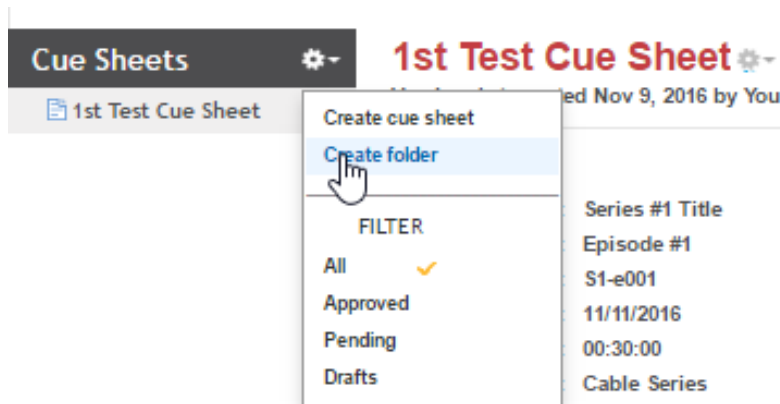 Cue Sheets
1st Test Cue Sheet
1st Test Cue Sheet
ed Nov 9, 2016 by You
Create cue sheet
Create folder
FILTER
All
Approved
Pending
Drafts
Series #1 Title
Episode #1
S1-e001
11/11/2016
00:30:00
Cable Series